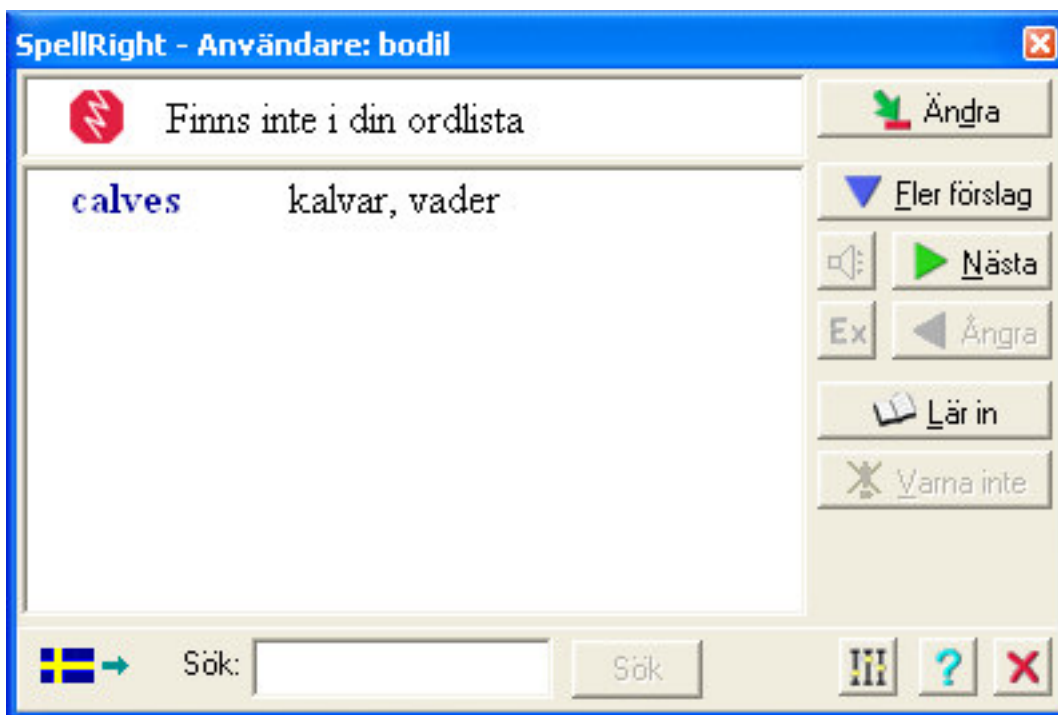 SpellRight - Användare: bodil
Finns inte i din ordlista
calves kalvar, vader
Ändra
Fler förslag
Nästa
Ex Ångra
Lär in
Varna inte
Sök: Sök
?